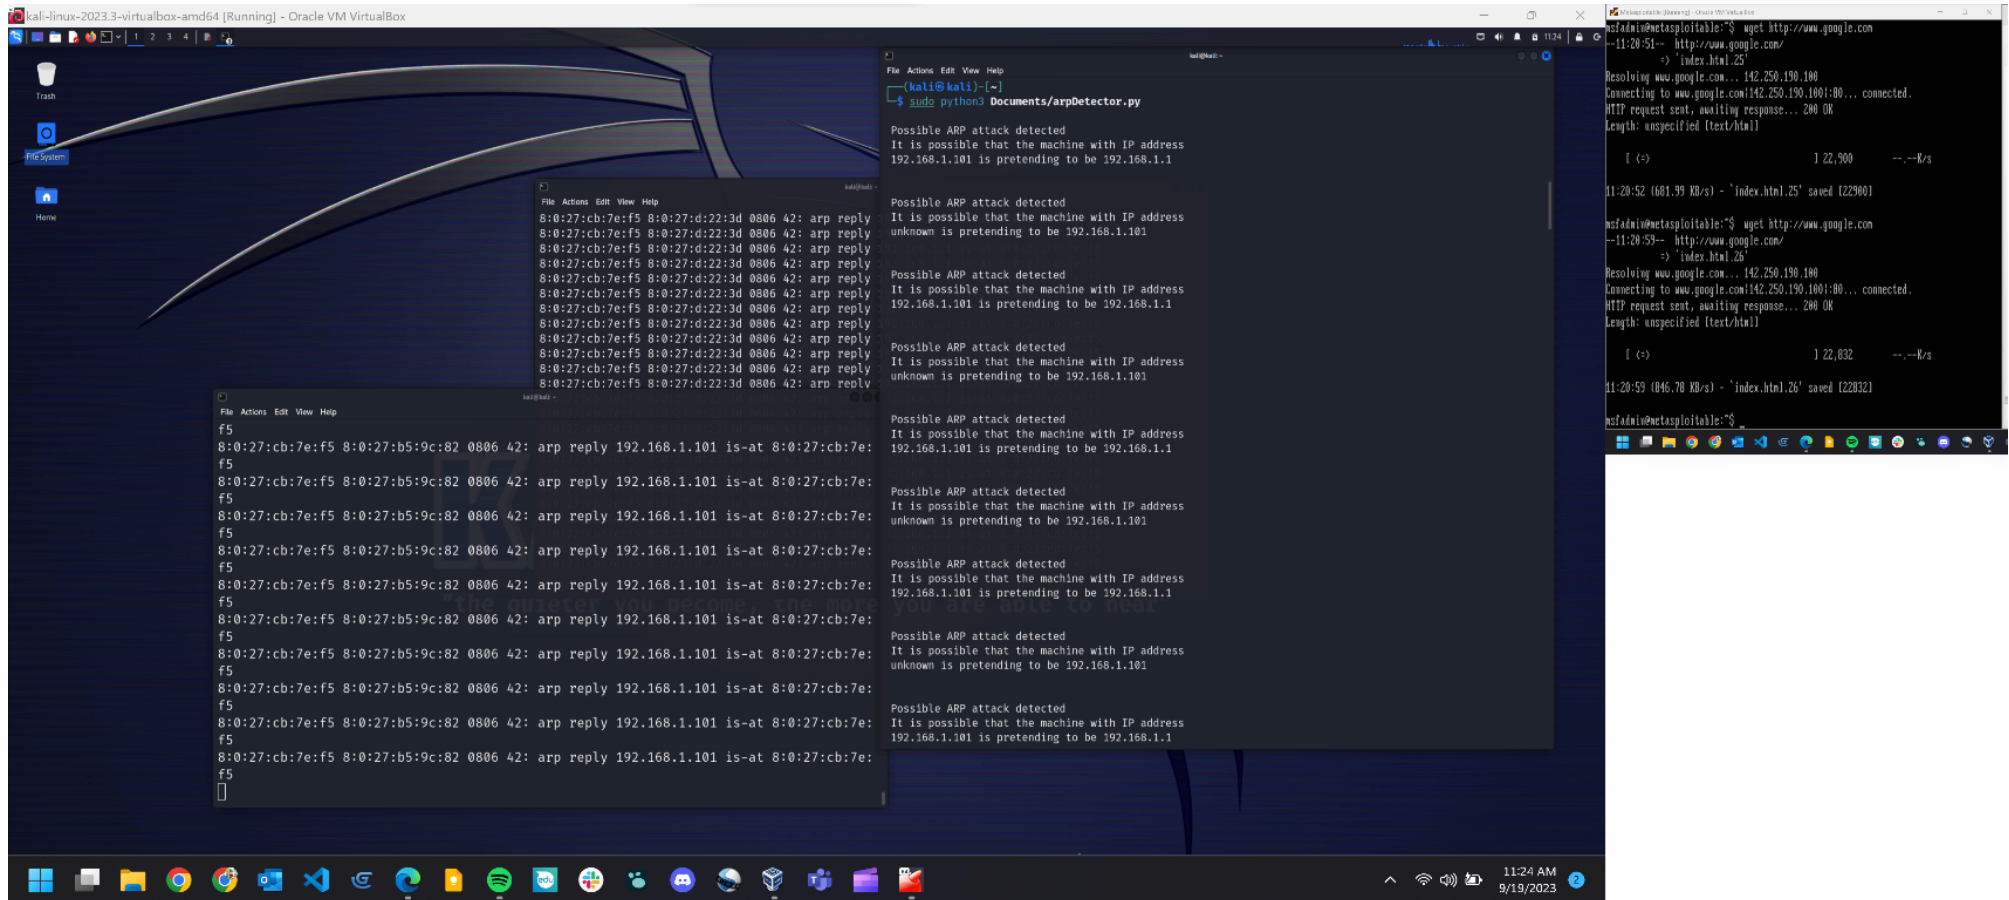 kali-linux-2023.3-virtualbox-amd64 [Running] - Oracle VM VirtualBox
1 2 3 4
11:24
Trash
File System
Home
kali@kali: ~
File Actions Edit View Help
8:0:27:cb:7e:f5 8:0:27:d:22:3d 0806 42: arp reply
8:0:27:cb:7e:f5 8:0:27:d:22:3d 0806 42: arp reply
8:0:27:cb:7e:f5 8:0:27:d:22:3d 0806 42: arp reply
8:0:27:cb:7e:f5 8:0:27:d:22:3d 0806 42: arp reply
8:0:27:cb:7e:f5 8:0:27:d:22:3d 0806 42: arp reply
8:0:27:cb:7e:f5 8:0:27:d:22:3d 0806 42: arp reply
8:0:27:cb:7e:f5 8:0:27:d:22:3d 0806 42: arp reply
8:0:27:cb:7e:f5 8:0:27:d:22:3d 0806 42: arp reply
8:0:27:cb:7e:f5 8:0:27:d:22:3d 0806 42: arp reply
8:0:27:cb:7e:f5 8:0:27:d:22:3d 0806 42: arp reply
8:0:27:cb:7e:f5 8:0:27:d:22:3d 0806 42: arp reply
8:0:27:cb:7e:f5 8:0:27:d:22:3d 0806 42: arp reply
kali@kali: ~
File Actions Edit View Help
f5
8:0:27:cb:7e:f5 8:0:27:b5:9c:82 0806 42: arp reply 192.168.1.101 is-at 8:0:27:cb:7e:
f5
8:0:27:cb:7e:f5 8:0:27:b5:9c:82 0806 42: arp reply 192.168.1.101 is-at 8:0:27:cb:7e:
f5
8:0:27:cb:7e:f5 8:0:27:b5:9c:82 0806 42: arp reply 192.168.1.101 is-at 8:0:27:cb:7e:
f5
8:0:27:cb:7e:f5 8:0:27:b5:9c:82 0806 42: arp reply 192.168.1.101 is-at 8:0:27:cb:7e:
f5
8:0:27:cb:7e:f5 8:0:27:b5:9c:82 0806 42: arp reply 192.168.1.101 is-at 8:0:27:cb:7e:
f5
8:0:27:cb:7e:f5 8:0:27:b5:9c:82 0806 42: arp reply 192.168.1.101 is-at 8:0:27:cb:7e:
f5
8:0:27:cb:7e:f5 8:0:27:b5:9c:82 0806 42: arp reply 192.168.1.101 is-at 8:0:27:cb:7e:
f5
8:0:27:cb:7e:f5 8:0:27:b5:9c:82 0806 42: arp reply 192.168.1.101 is-at 8:0:27:cb:7e:
f5
8:0:27:cb:7e:f5 8:0:27:b5:9c:82 0806 42: arp reply 192.168.1.101 is-at 8:0:27:cb:7e:
f5
8:0:27:cb:7e:f5 8:0:27:b5:9c:82 0806 42: arp reply 192.168.1.101 is-at 8:0:27:cb:7e:
f5
"the quieter you become, the more you are able to hear"
kali@kali: ~
File Actions Edit View Help
(kali㉿kali)-[~]
$ sudo python3 Documents/arpDetector.py
Possible ARP attack detected
It is possible that the machine with IP address
192.168.1.101 is pretending to be 192.168.1.1
Possible ARP attack detected
It is possible that the machine with IP address
unknown is pretending to be 192.168.1.101
Possible ARP attack detected
It is possible that the machine with IP address
192.168.1.101 is pretending to be 192.168.1.1
Possible ARP attack detected
It is possible that the machine with IP address
unknown is pretending to be 192.168.1.101
Possible ARP attack detected
It is possible that the machine with IP address
192.168.1.101 is pretending to be 192.168.1.1
Possible ARP attack detected
It is possible that the machine with IP address
unknown is pretending to be 192.168.1.101
Possible ARP attack detected
It is possible that the machine with IP address
192.168.1.101 is pretending to be 192.168.1.1
Possible ARP attack detected
It is possible that the machine with IP address
unknown is pretending to be 192.168.1.101
Possible ARP attack detected
It is possible that the machine with IP address
192.168.1.101 is pretending to be 192.168.1.1
edu
11:24 AM
9/19/2023
2
Metasploitable [Running] - Oracle VM VirtualBox
msfadmin@metasploitable:~$ wget http://www.google.com
--11:20:51-- http://www.google.com/
=> `index.html.25'
Resolving www.google.com... 142.250.190.100
Connecting to www.google.com|142.250.190.100|:80... connected.
HTTP request sent, awaiting response... 200 OK
Length: unspecified [text/html]
[ <=> ] 22,900 --.--K/s
11:20:52 (681.99 KB/s) - `index.html.25' saved [22900]
msfadmin@metasploitable:~$ wget http://www.google.com
--11:20:59-- http://www.google.com/
=> `index.html.26'
Resolving www.google.com... 142.250.190.100
Connecting to www.google.com|142.250.190.100|:80... connected.
HTTP request sent, awaiting response... 200 OK
Length: unspecified [text/html]
[ <=> ] 22,832 --.--K/s
11:20:59 (846.78 KB/s) - `index.html.26' saved [22832]
msfadmin@metasploitable:~$ _